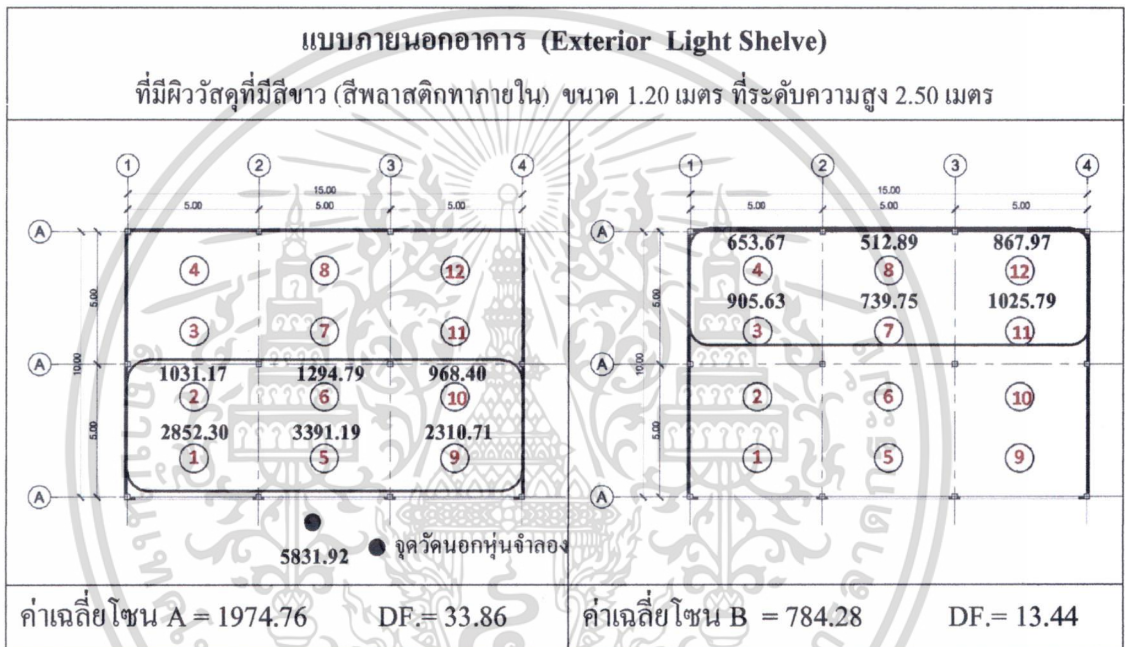 แบบภายนอกอาคาร (Exterior Light Shelve)
ที่มีผิววัสดุที่มีสีขาว (สีพลาสติกทาภายใน) ขนาด 1.20 เมตร ที่ระดับความสูง 2.50 เมตร
1 2 3 4
15.00
5.00 5.00 5.00
A
4 8 12
5.00
3 7 11
10.00
A
1031.17 1294.79 968.40
2 6 10
5.00
2852.30 3391.19 2310.71
1 5 9
A
5831.92
จุดวัดนอกหุ่นจำลอง
ค่าเฉลี่ยโซน A = 1974.76 DF.= 33.86
1 2 3 4
15.00
5.00 5.00 5.00
A
653.67 512.89 867.97
4 8 12
5.00
905.63 739.75 1025.79
3 7 11
10.00
A
2 6 10
5.00
1 5 9
A
ค่าเฉลี่ยโซน B = 784.28 DF.= 13.44